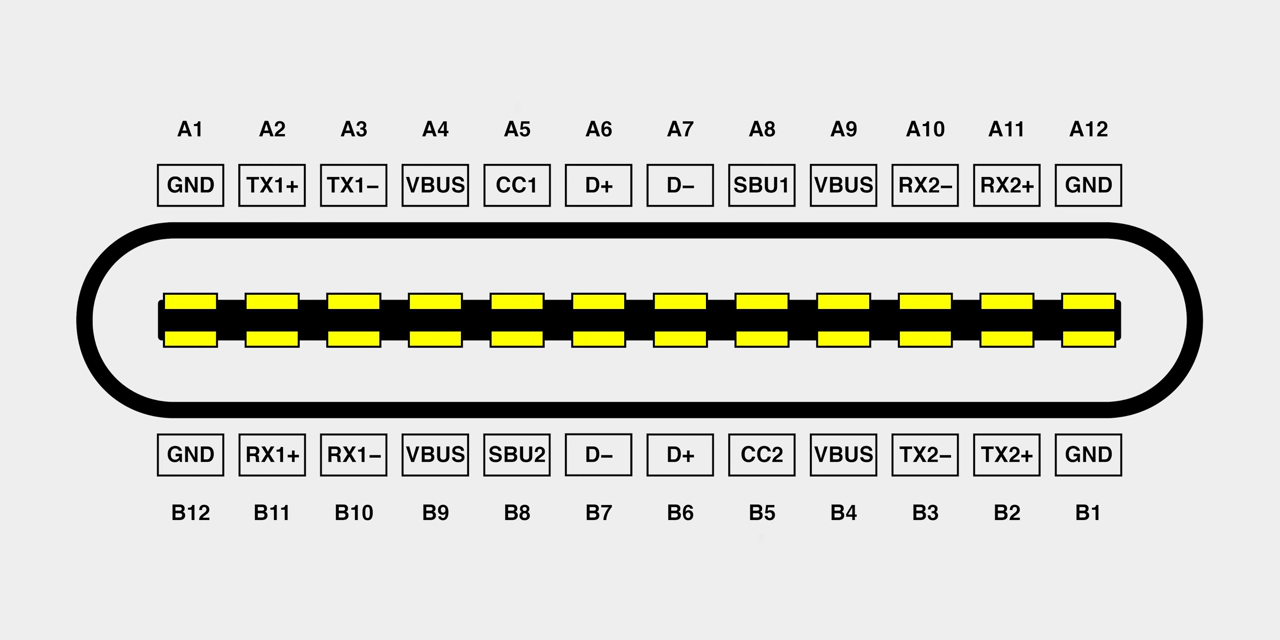 A1 A2 A3 A4 A5 A6 A7 A8 A9 A10 A11 A12
GND TX1+ TX1− VBUS CC1 D+ D− SBU1 VBUS RX2− RX2+ GND
GND RX1+ RX1− VBUS SBU2 D− D+ CC2 VBUS TX2− TX2+ GND
B12 B11 B10 B9 B8 B7 B6 B5 B4 B3 B2 B1